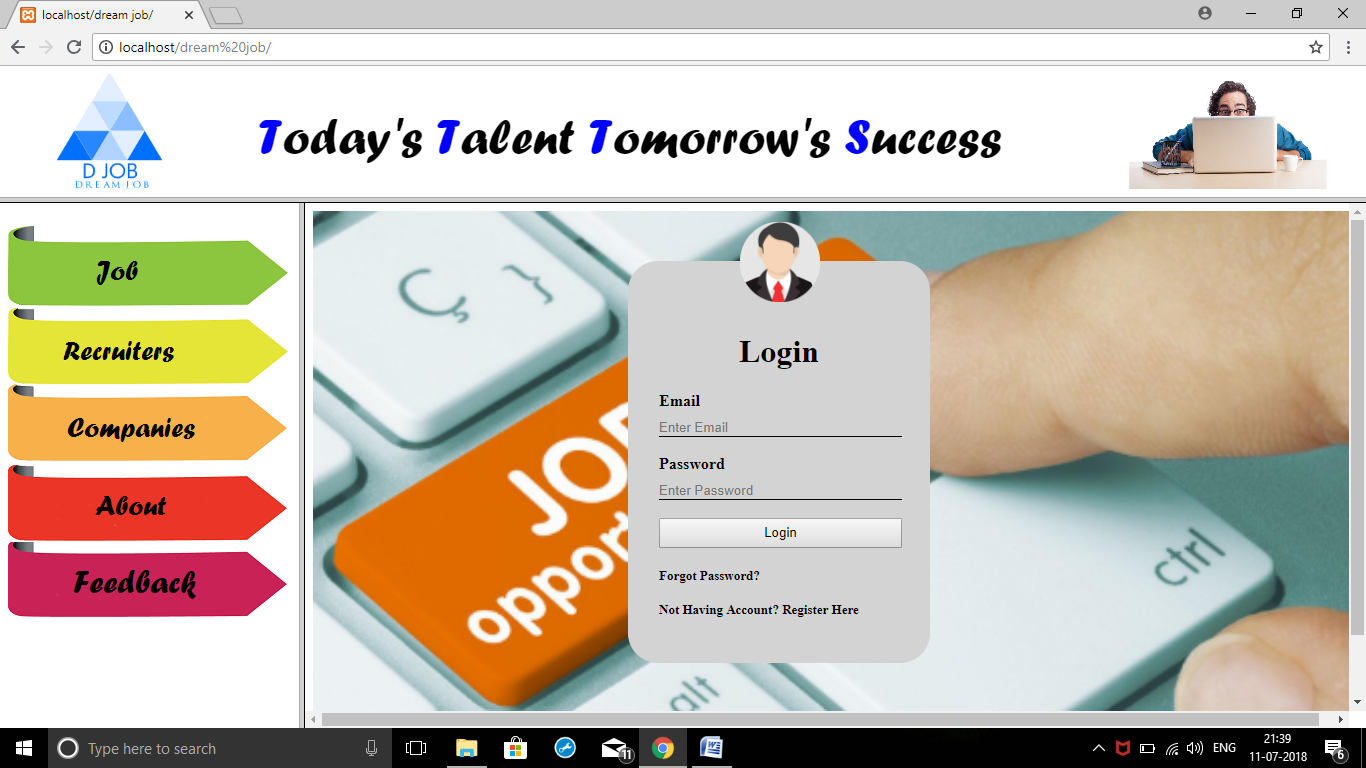 localhost/dream job/
localhost/dream%20job/
D JOB
DREAM JOB
Today's Talent Tomorrow's Success
Job
Recruiters
Companies
About
Feedback
Ç }
JOB
opport
ctrl
alt
Login
Email
Enter Email
Password
Enter Password
Login
Forgot Password?
Not Having Account? Register Here
Type here to search
11
ENG
21:39
11-07-2018
6